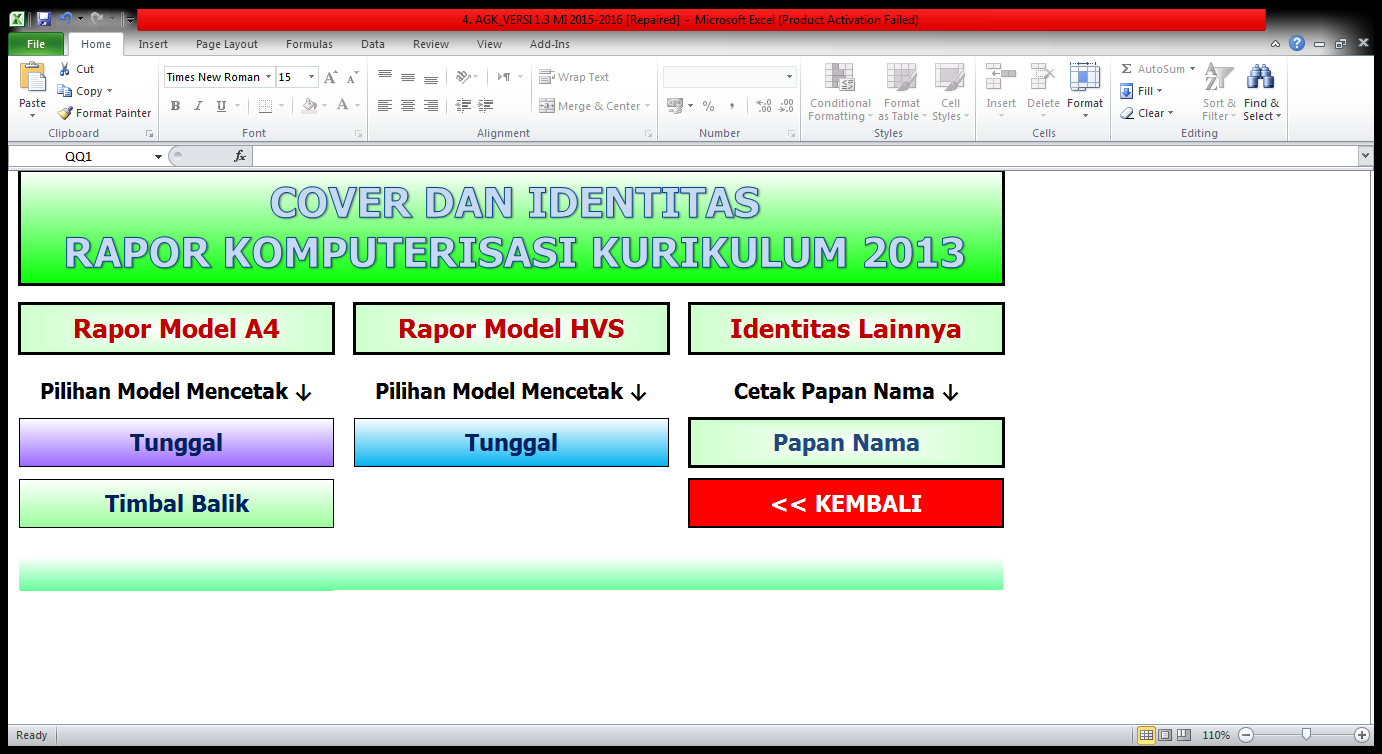 4. AGK_VERSI 1.3 MI 2015-2016 [Repaired] - Microsoft Excel (Product Activation Failed)
File Home Insert Page Layout Formulas Data Review View Add-Ins
Paste
Cut
Copy
Format Painter
Clipboard
Times New Roman 15
B I U
Font
Wrap Text
Merge & Center
Alignment
Number
Conditional Formatting
Format as Table
Cell Styles
Styles
Insert
Delete
Format
Cells
AutoSum
Fill
Clear
Sort & Filter
Find & Select
Editing
QQ1
fx
COVER DAN IDENTITAS
RAPOR KOMPUTERISASI KURIKULUM 2013
Rapor Model A4
Rapor Model HVS
Identitas Lainnya
Pilihan Model Mencetak ↓
Pilihan Model Mencetak ↓
Cetak Papan Nama ↓
Tunggal
Tunggal
Papan Nama
Timbal Balik
<< KEMBALI
Ready
110%